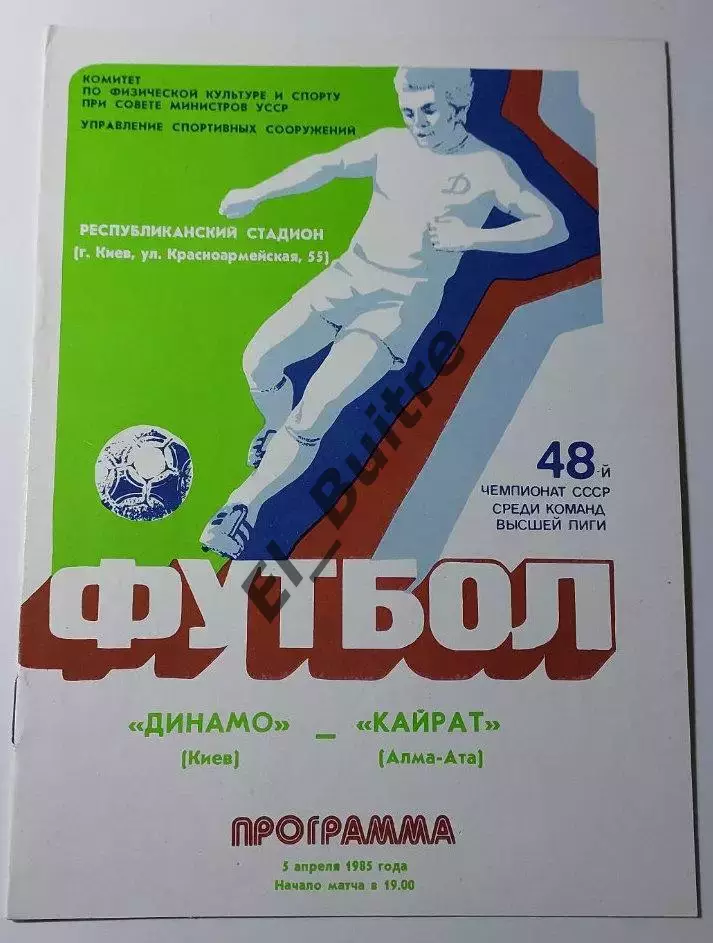 КОМИТЕТ
ПО ФИЗИЧЕСКОЙ КУЛЬТУРЕ И СПОРТУ
ПРИ СОВЕТЕ МИНИСТРОВ УССР
УПРАВЛЕНИЕ СПОРТИВНЫХ СООРУЖЕНИЙ
Д
РЕСПУБЛИКАНСКИЙ СТАДИОН
(г. Киев, ул. Красноармейская, 55)
48-й
ЧЕМПИОНАТ СССР
СРЕДИ КОМАНД
ВЫСШЕЙ ЛИГИ
El_Buitre
ФУТБОЛ
«ДИНАМО» — «КАЙРАТ»
(Киев) (Алма-Ата)
ПРОГРАММА
5 апреля 1985 года
Начало матча в 19.00